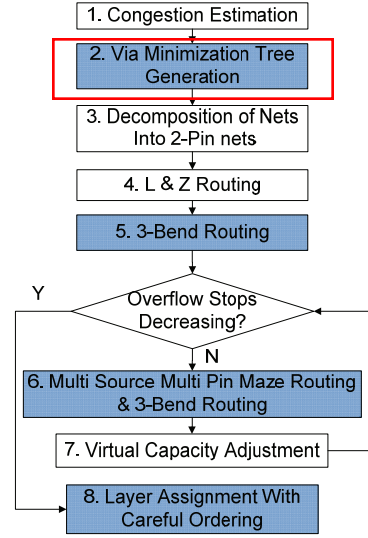 1. Congestion Estimation
2. Via Minimization Tree
Generation
3. Decomposition of Nets
Into 2-Pin nets
4. L & Z Routing
5. 3-Bend Routing
Y
Overflow Stops
Decreasing?
N
6. Multi Source Multi Pin Maze Routing
& 3-Bend Routing
7. Virtual Capacity Adjustment
8. Layer Assignment With
Careful Ordering